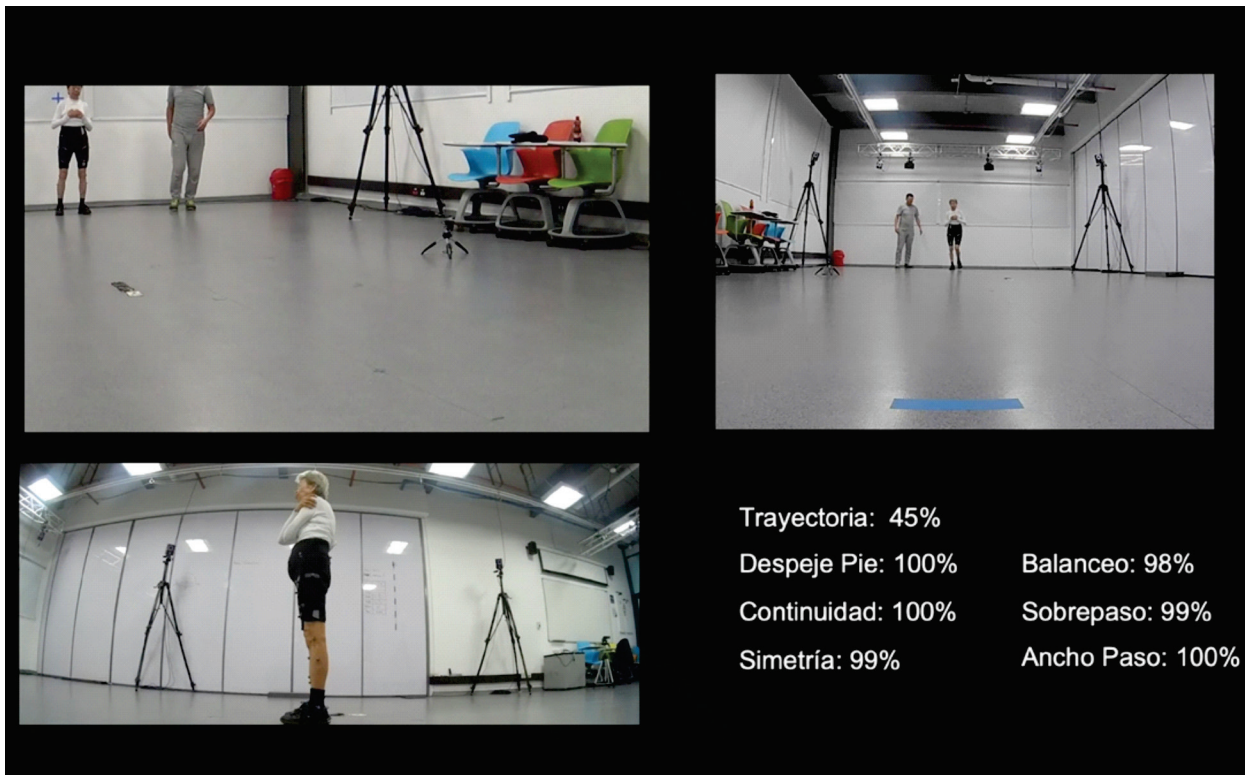 Trayectoria: 45%
Despeje Pie: 100%
Balanceo: 98%
Continuidad: 100%
Sobrepaso: 99%
Simetría: 99%
Ancho Paso: 100%